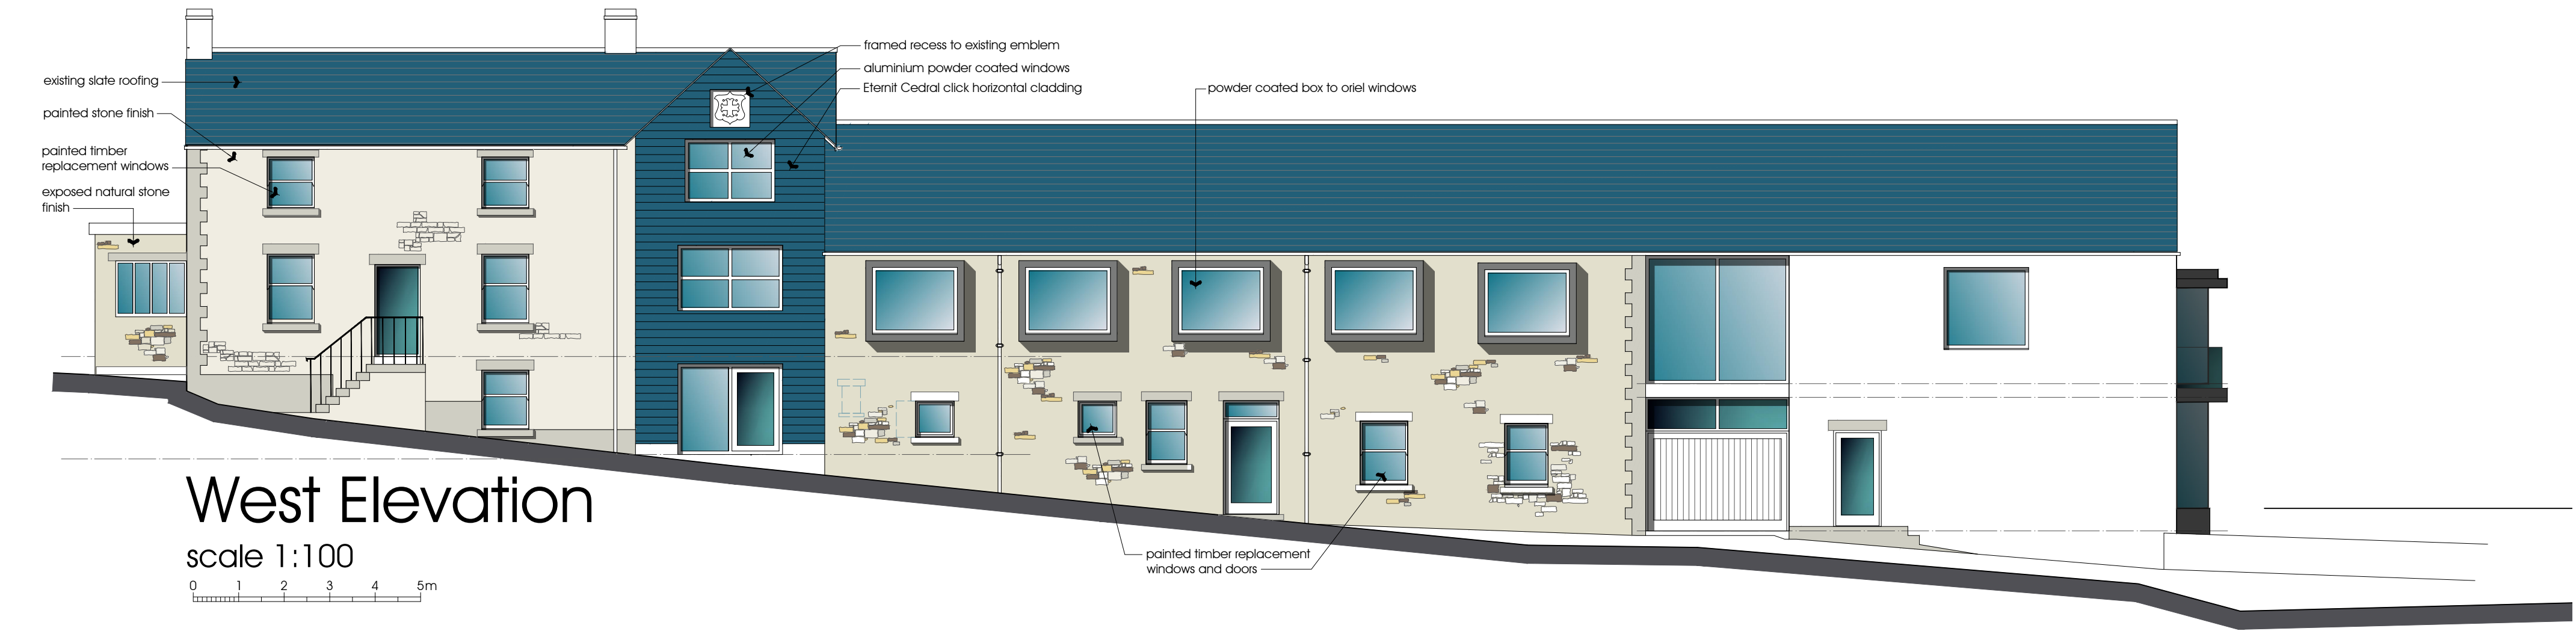 framed recess to existing emblem
aluminium powder coated windows
Eternit Cedral click horizontal cladding
powder coated box to oriel windows
existing slate roofing
painted stone finish
painted timber
replacement windows
exposed natural stone
finish
West Elevation
scale 1:100
0 1 2 3 4 5m
painted timber replacement
windows and doors